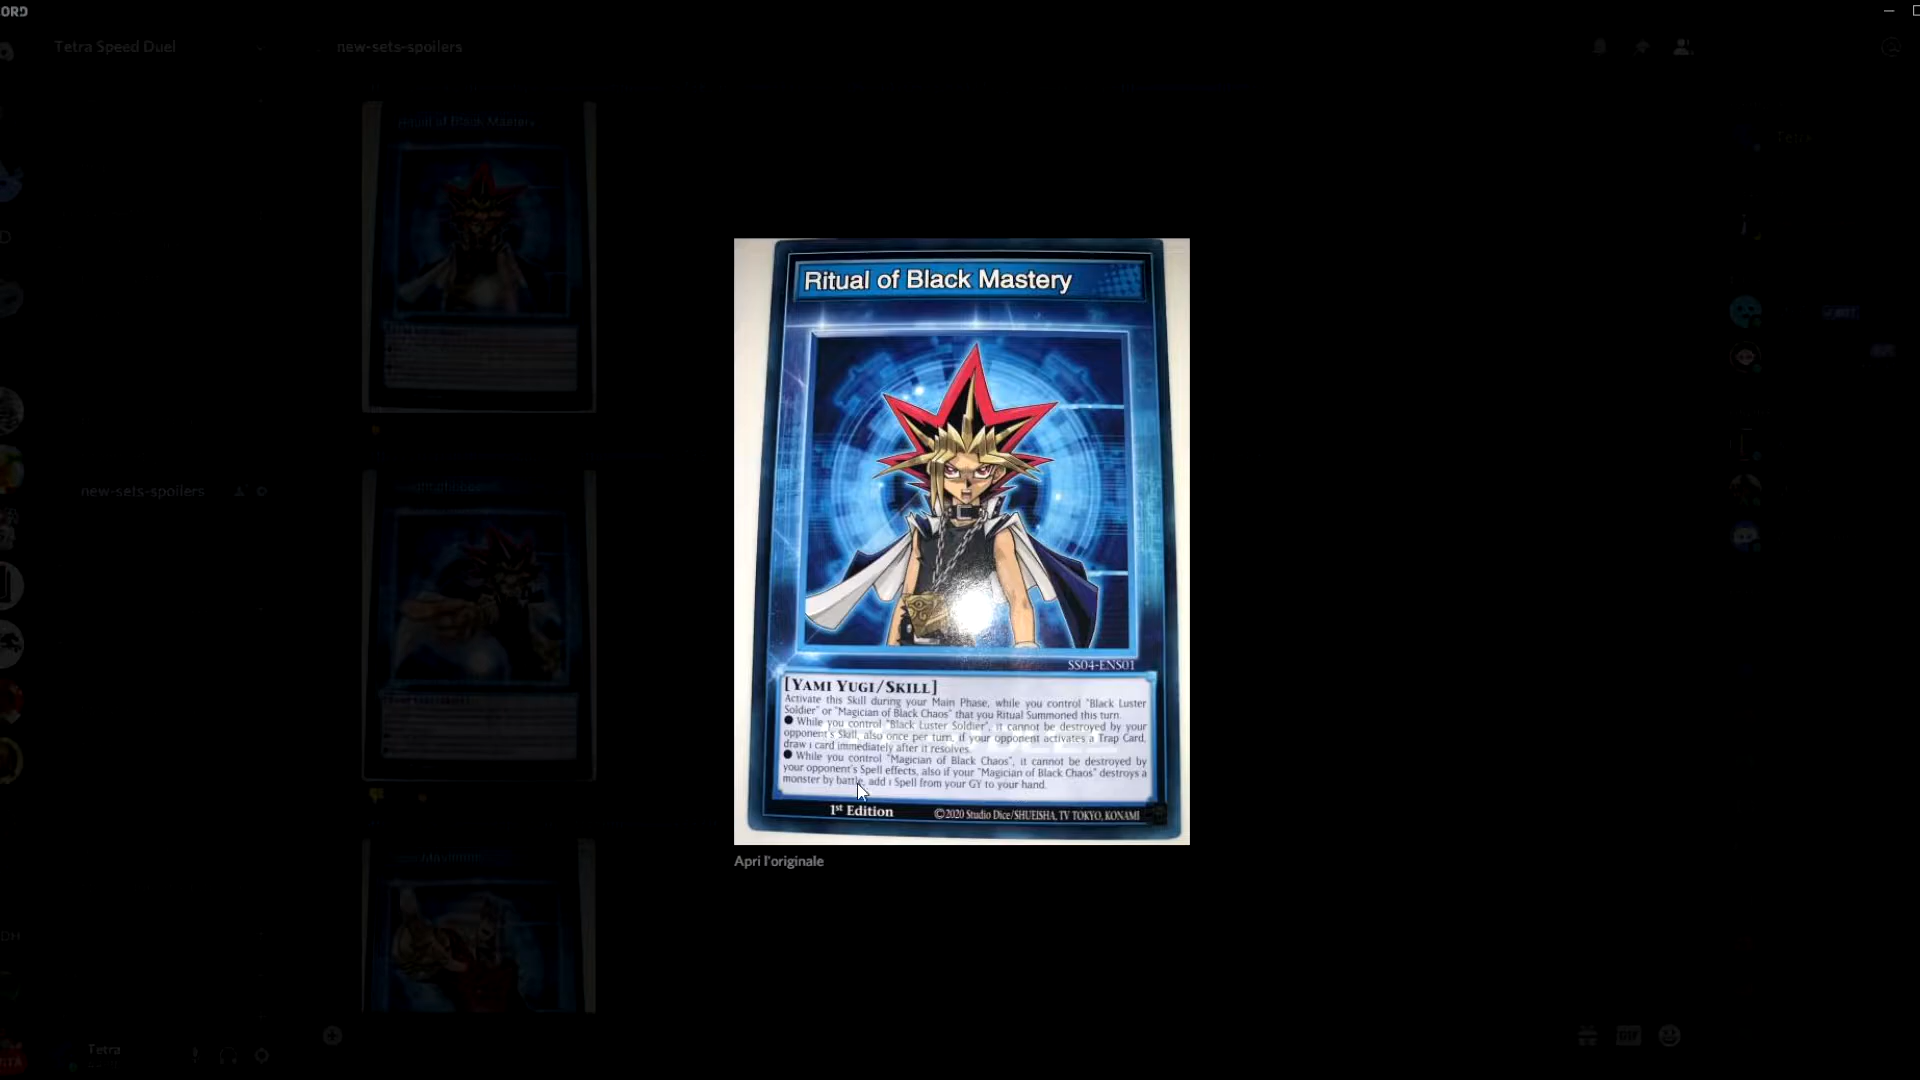 ORD
Tetra Speed Duel
new-sets-spoilers
Ritual of Black Mastery
new-sets-spoilers
Ritual of Black Mastery
SS04-ENS01
[YAMI YUGI/SKILL]
Activate this Skill during your Main Phase, while you control "Black Luster
Soldier" or "Magician of Black Chaos" that you Ritual Summoned this turn.
● While you control "Black Luster Soldier", it cannot be destroyed by your
opponent's Skill, also once per turn, if your opponent activates a Trap Card,
draw 1 card immediately after it resolves.
● While you control "Magician of Black Chaos", it cannot be destroyed by
your opponent's Spell effects, also if your "Magician of Black Chaos" destroys a
monster by battle, add 1 Spell from your GY to your hand.
1st Edition
©2020 Studio Dice/SHUEISHA, TV TOKYO, KONAMI
Apri l'originale
Tetra
Tetra
GIF